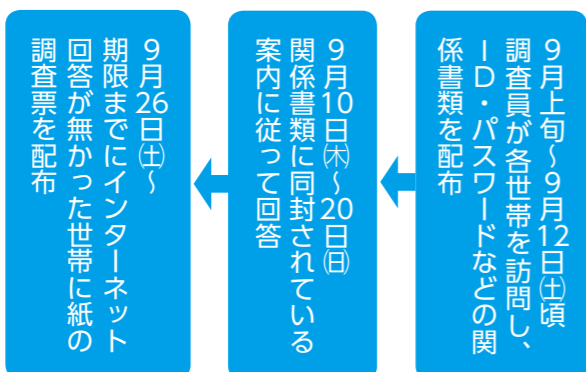 9月上旬～9月12日㈯頃
調査員が各世帯を訪問し、
ID・パスワードなどの関
係書類を配布
9月10日㈭～20日㈰
関係書類に同封されている
案内に従って回答
9月26日㈯～
期限までにインターネット
回答が無かった世帯に紙の
調査票を配布